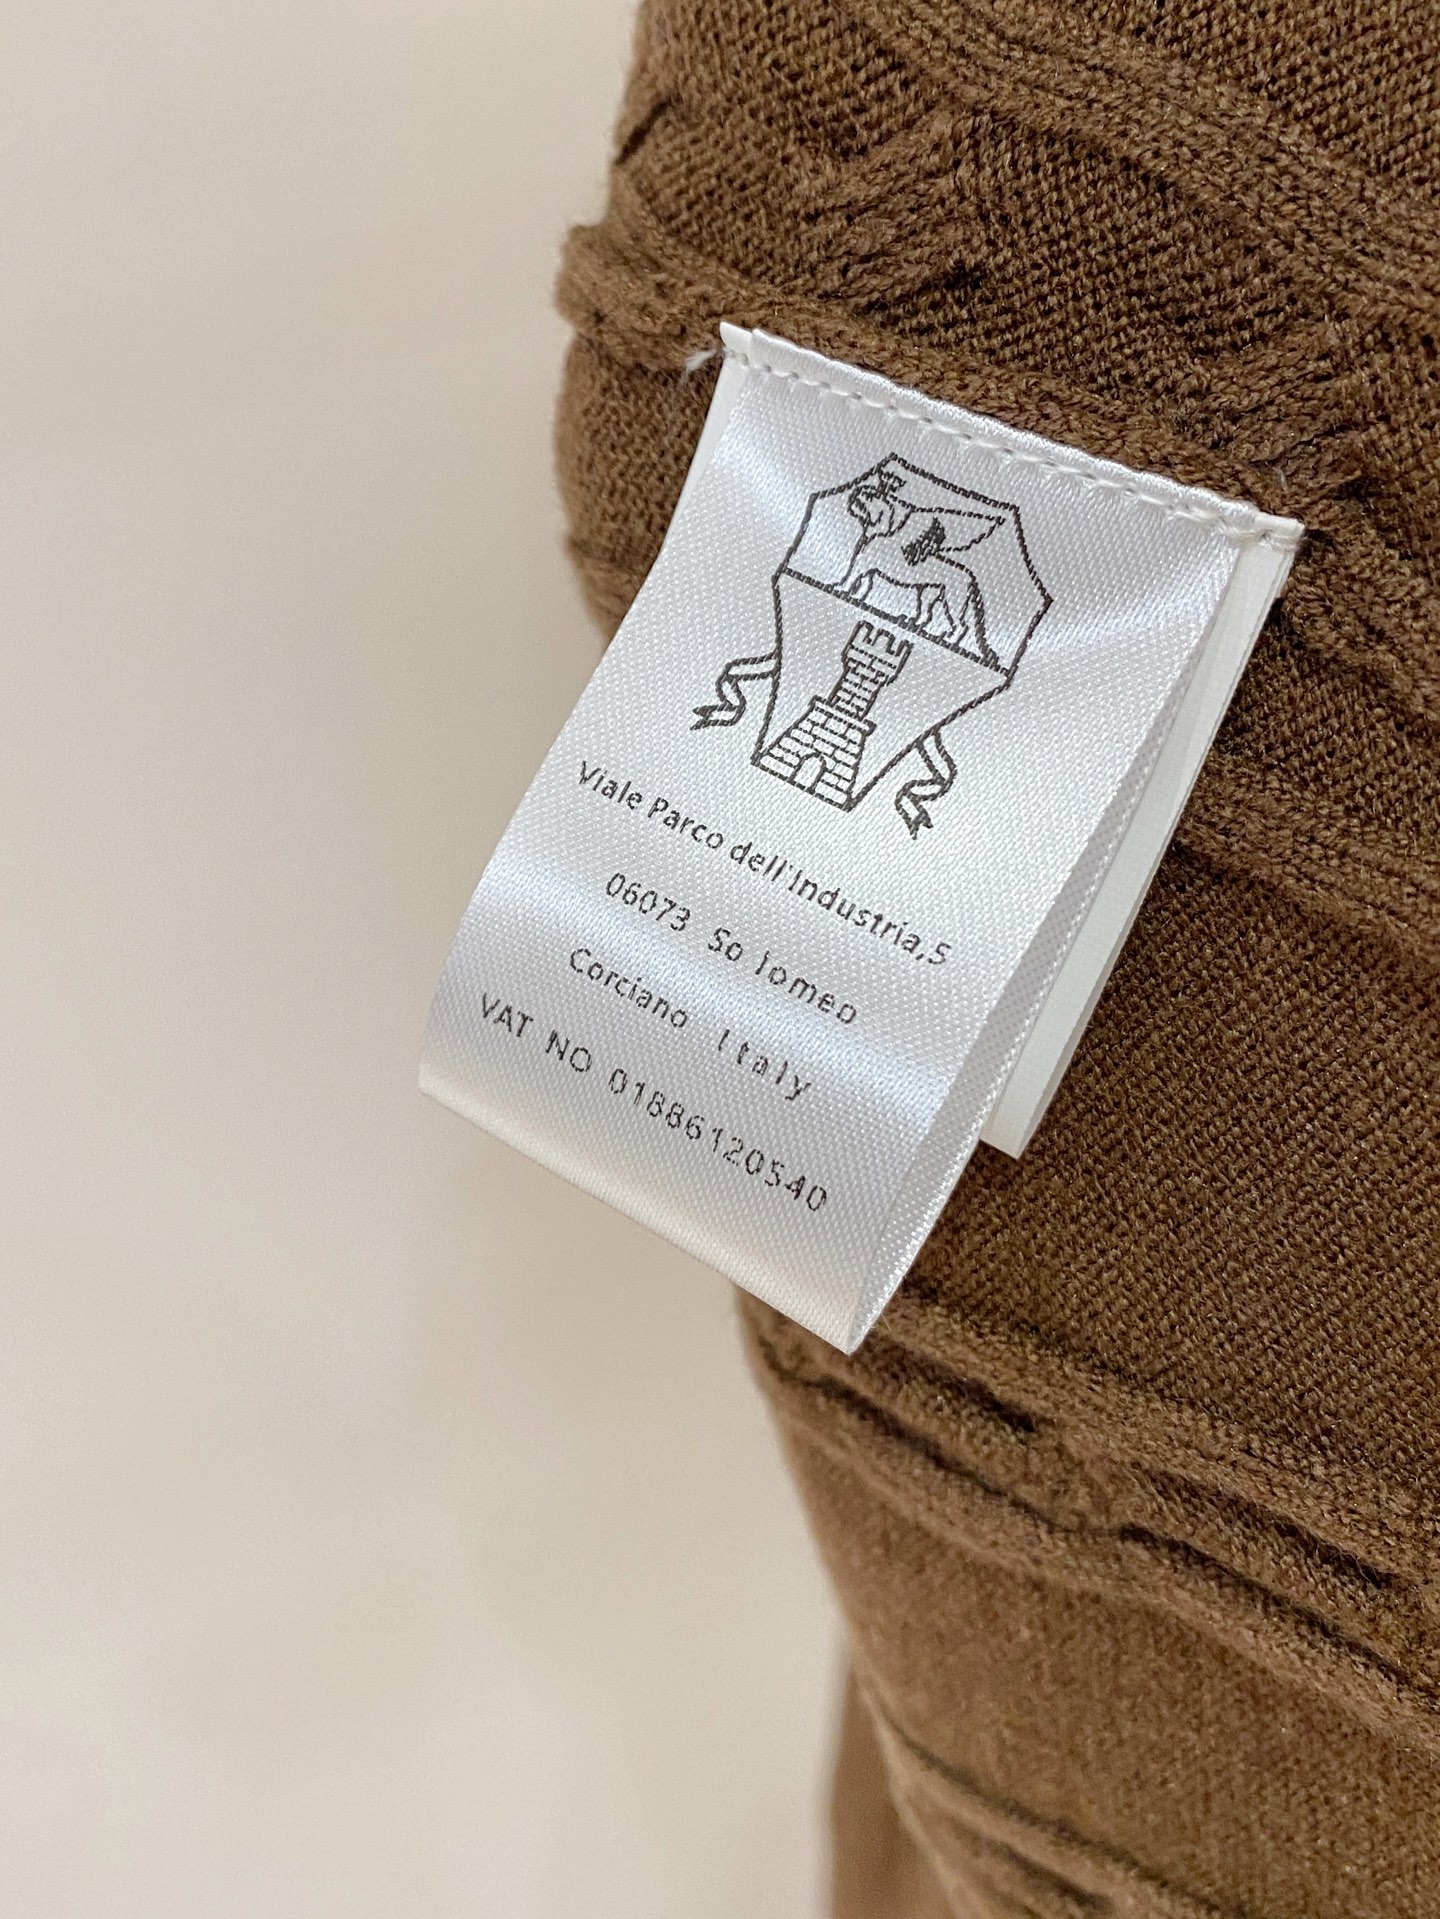 Viale Parco dell'Industria,5
06073 So lomeo
Corciano Italy
VAT NO 01886120540